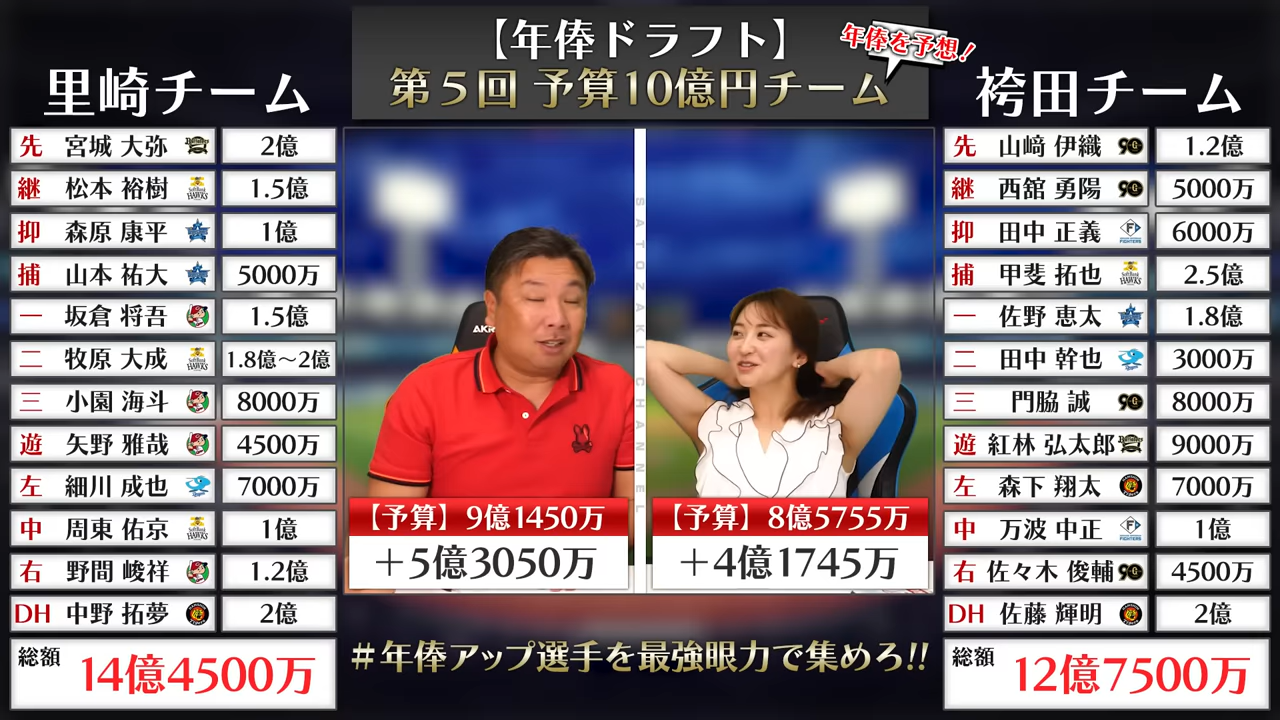 【年俸ドラフト】
第５回 予算10億円チーム
年俸を予想！
里崎チーム
先 宮城 大弥 2億
継 松本 裕樹 1.5億
抑 森原 康平 1億
捕 山本 祐大 5000万
一 坂倉 将吾 1.5億
二 牧原 大成 1.8億〜2億
三 小園 海斗 8000万
遊 矢野 雅哉 4500万
左 細川 成也 7000万
中 周東 佑京 1億
右 野間 峻祥 1.2億
DH 中野 拓夢 2億
総額 14億4500万
SATOZAKI CHANNEL
AKR
【予算】9億1450万
＋5億3050万
【予算】8億5755万
＋4億1745万
＃年俸アップ選手を最強眼力で集めろ!!
袴田チーム
先 山﨑 伊織 1.2億
継 西舘 勇陽 5000万
抑 田中 正義 6000万
捕 甲斐 拓也 2.5億
一 佐野 恵太 1.8億
二 田中 幹也 3000万
三 門脇 誠 8000万
遊 紅林 弘太郎 9000万
左 森下 翔太 7000万
中 万波 中正 1億
右 佐々木 俊輔 4500万
DH 佐藤 輝明 2億
総額 12億7500万